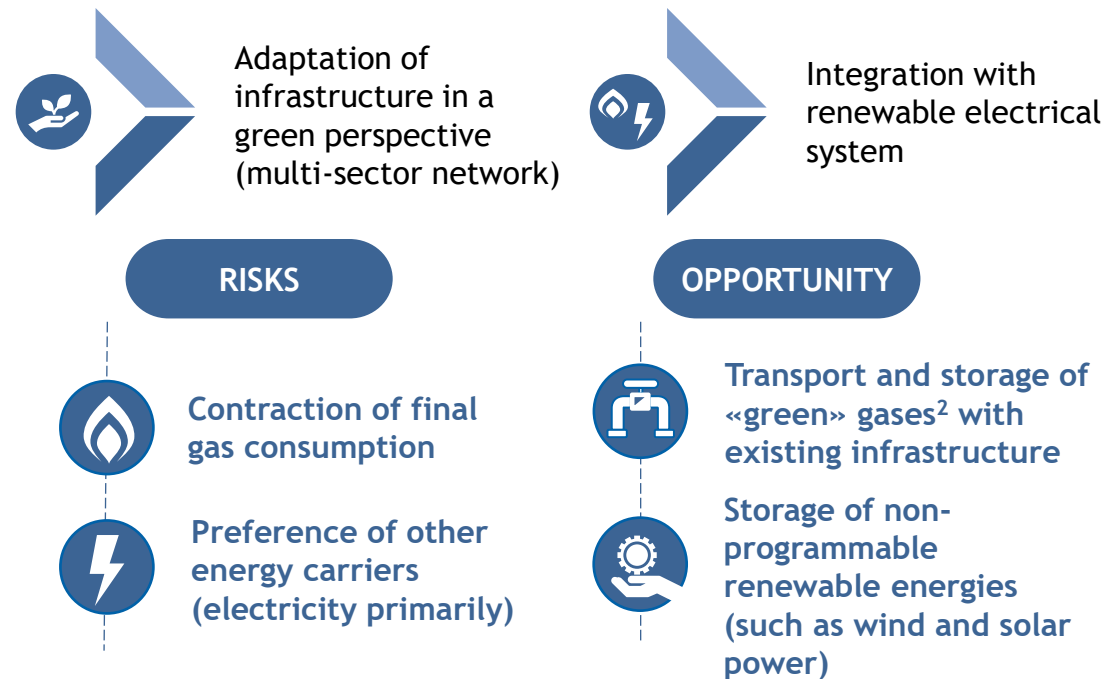 Adaptation of
infrastructure in a
green perspective
(multi-sector network)
Integration with
renewable electrical
system
RISKS
OPPORTUNITY
Contraction of final
gas consumption
Preference of other
energy carriers
(electricity primarily)
Transport and storage of
«green» gases² with
existing infrastructure
Storage of non-
programmable
renewable energies
(such as wind and solar
power)